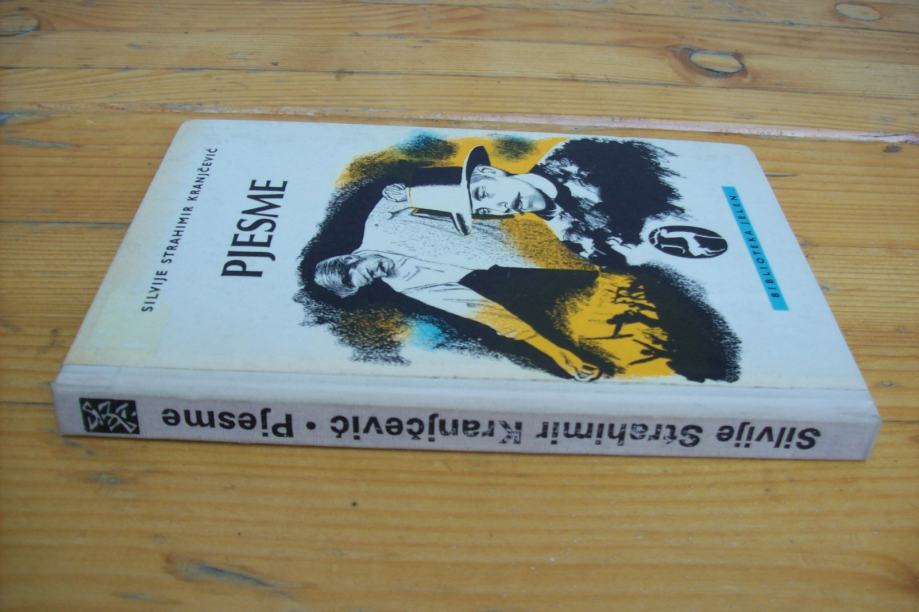 SILVIJE STRAHIMIR KRANJČEVIĆ
PJESME
BIBLIOTEKA JELEN
Silvije Strahimir Kranjčević • Pjesme